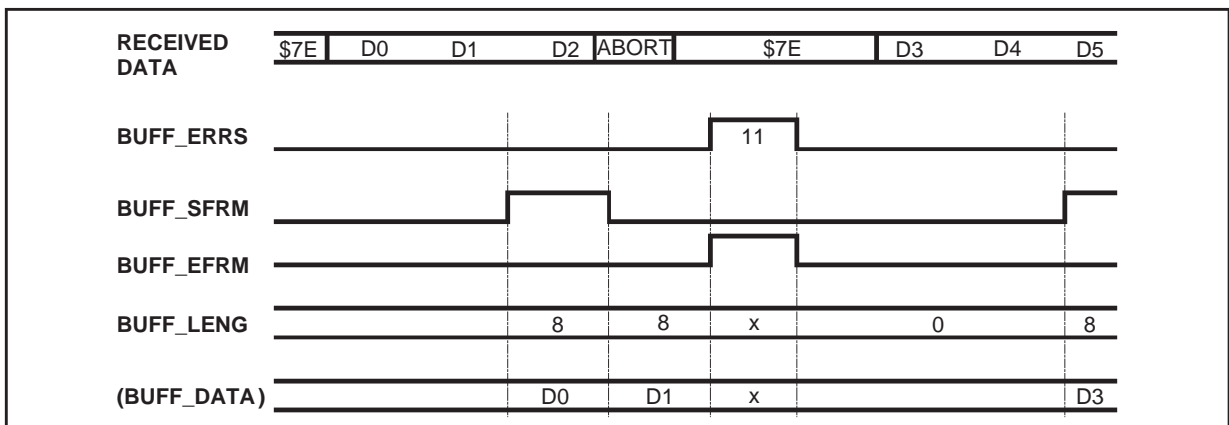 RECEIVED DATA $7E D0 D1 D2 ABORT $7E D3 D4 D5
BUFF_ERRS 11
BUFF_SFRM
BUFF_EFRM
BUFF_LENG 8 8 x 0 8
(BUFF_DATA) D0 D1 x D3